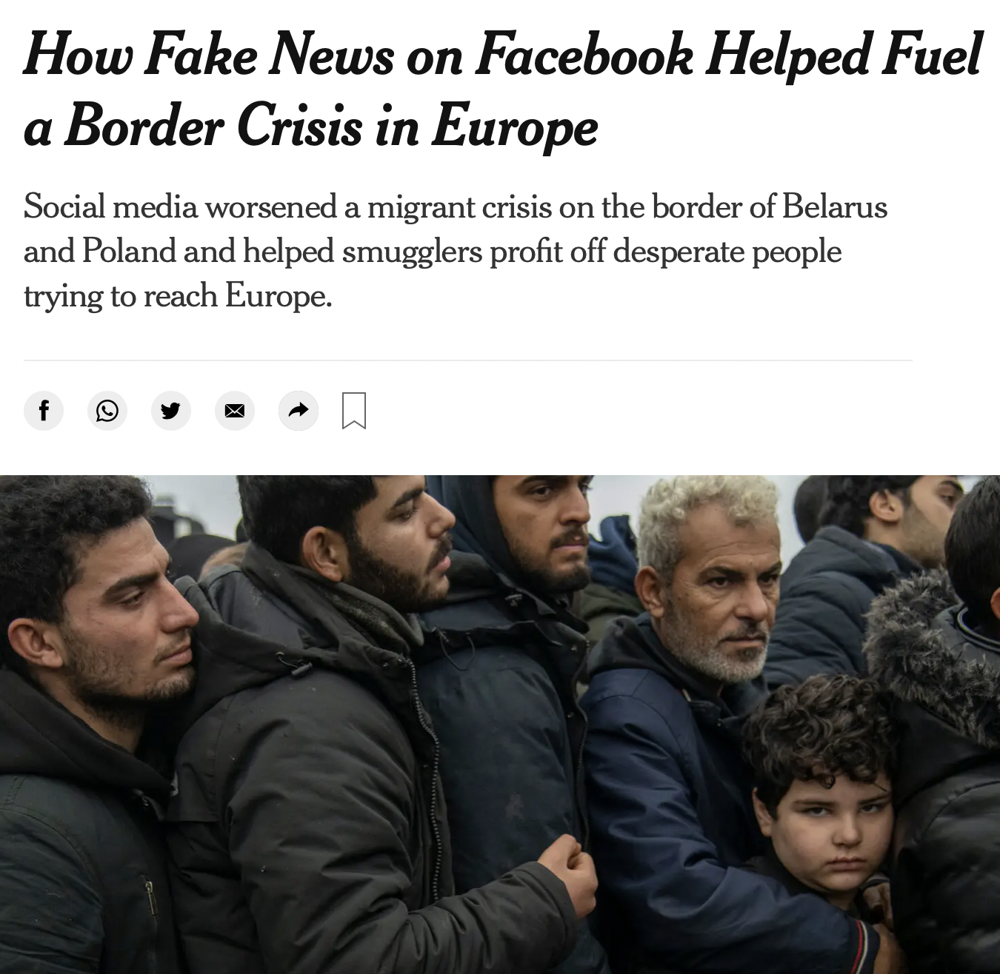 How Fake News on Facebook Helped Fuel
a Border Crisis in Europe
Social media worsened a migrant crisis on the border of Belarus
and Poland and helped smugglers profit off desperate people
trying to reach Europe.